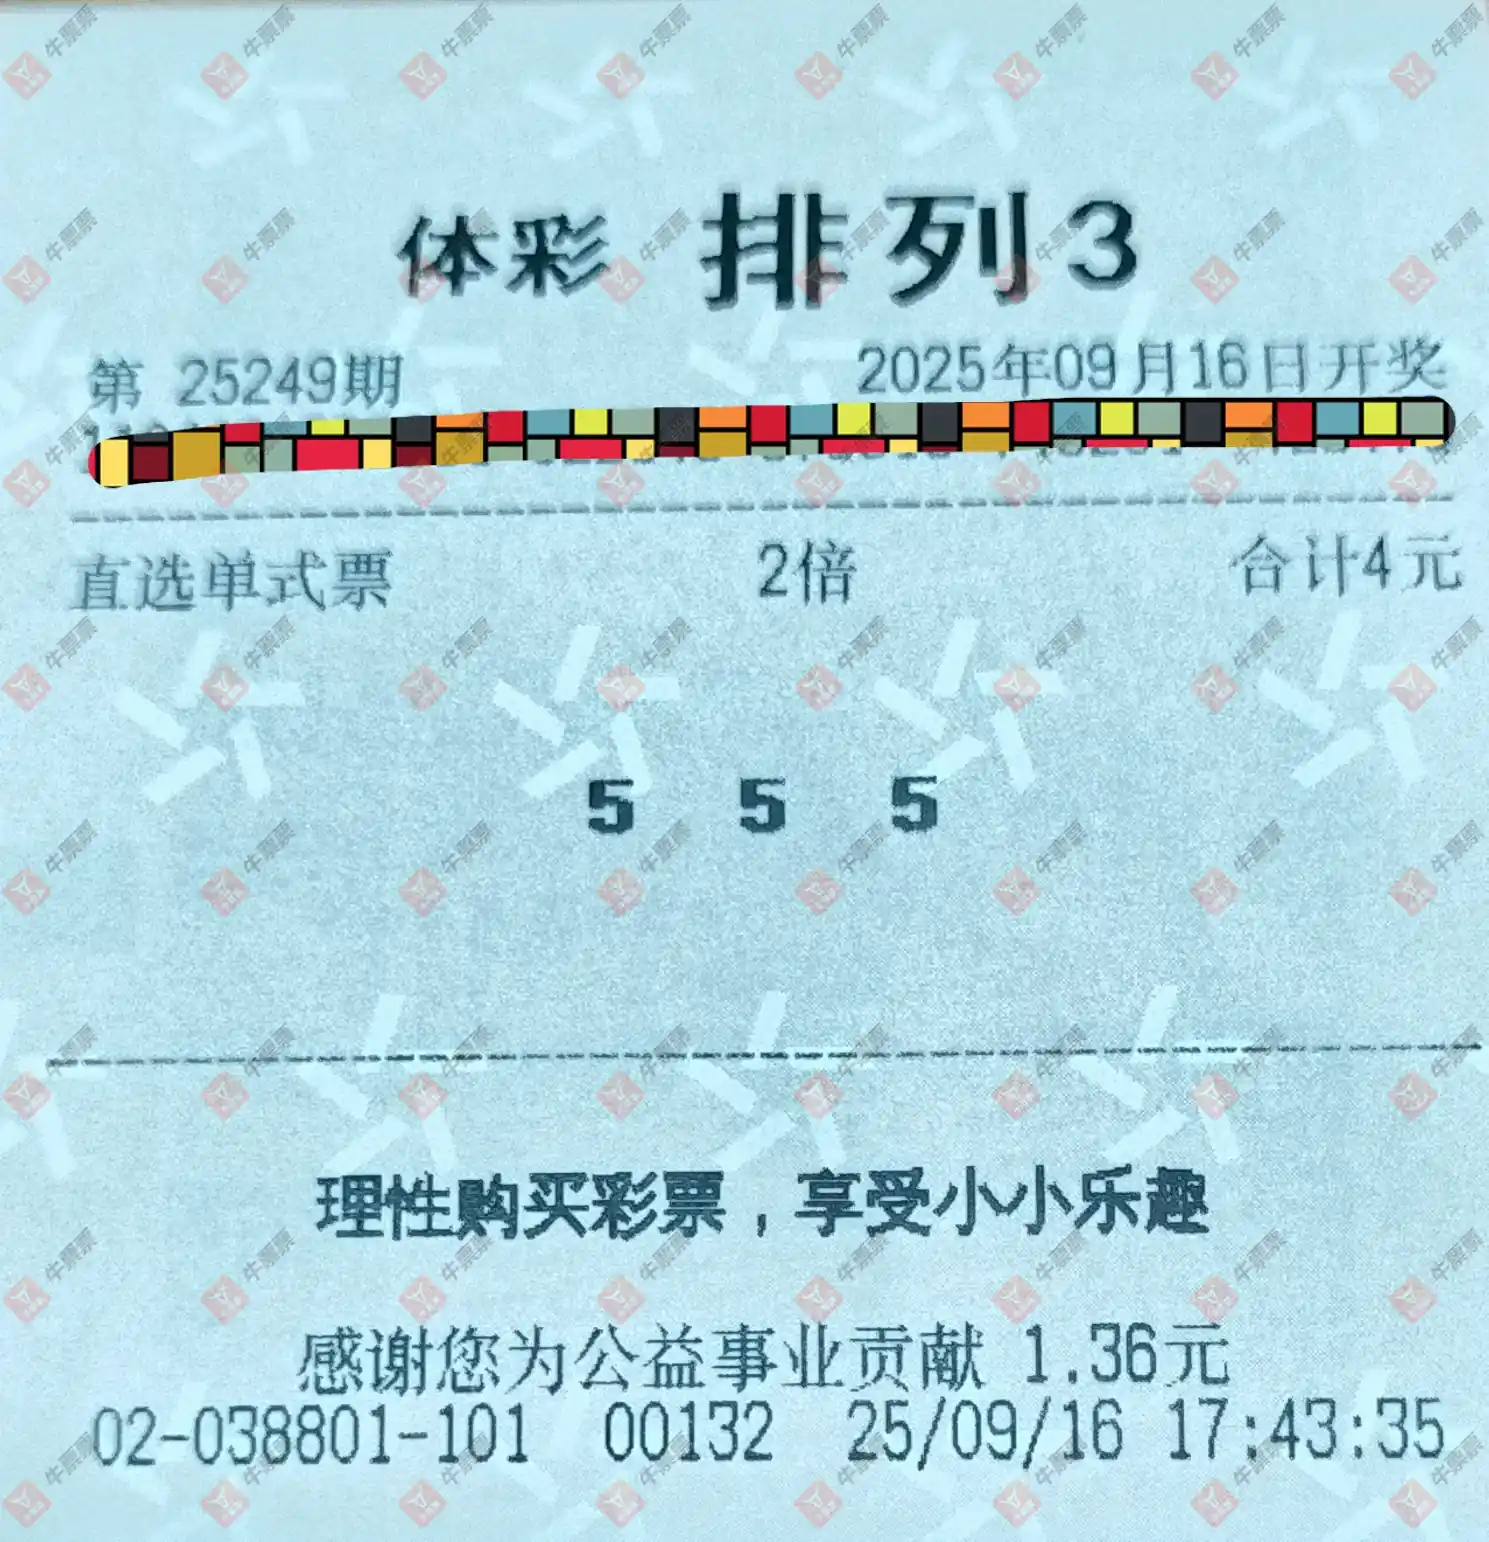 体彩 排列3
第 25249期 2025年09月16日开奖
直选单式票 2倍 合计4元
5 5 5
理性购买彩票，享受小小乐趣
感谢您为公益事业贡献 1.36元
02-038801-101 00132 25/09/16 17:43:35
牛票票